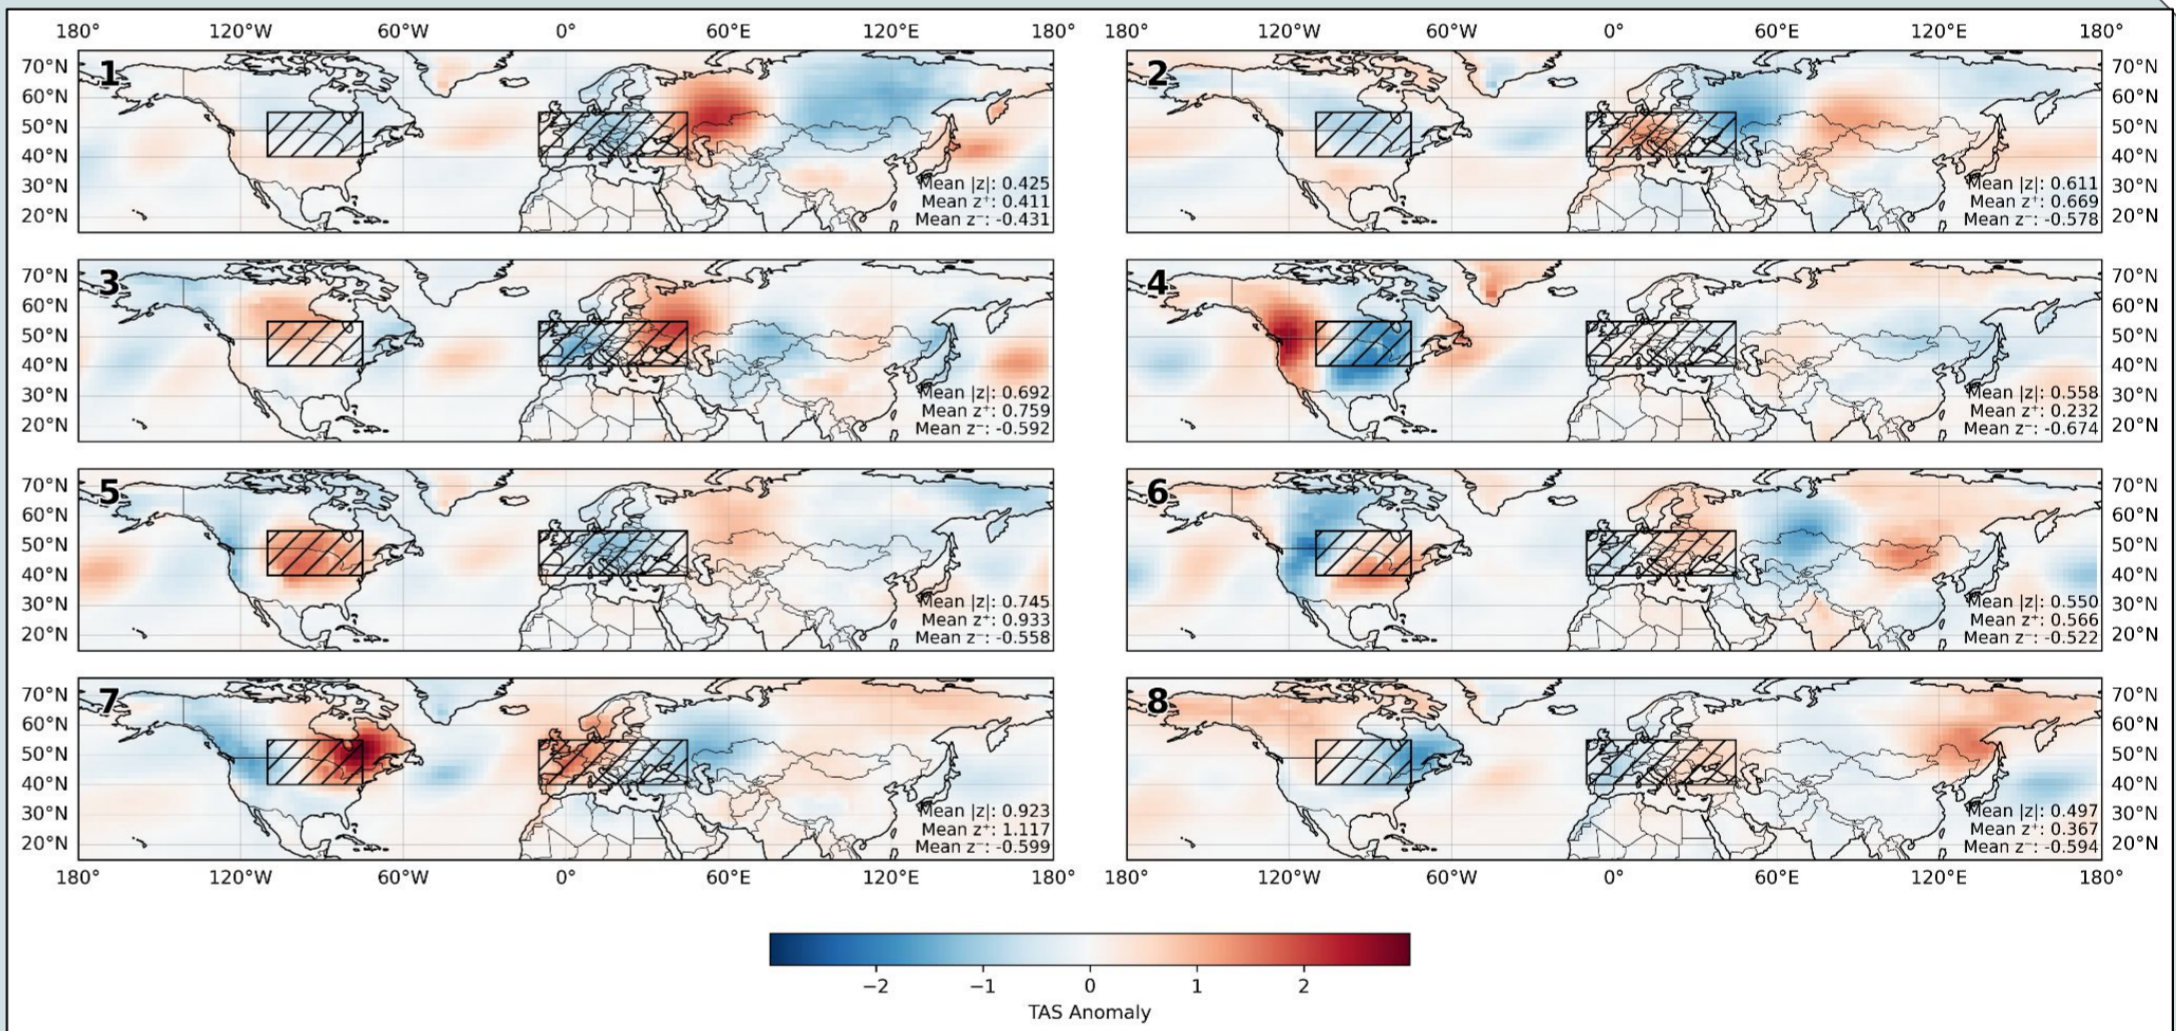 180° 120°W 60°W 0° 60°E 120°E 180° 180° 120°W 60°W 0° 60°E 120°E 180°
1
70°N
60°N
50°N
40°N
30°N
20°N
Mean |z|: 0.425
Mean z⁺: 0.411
Mean z⁻: -0.431
2
70°N
60°N
50°N
40°N
30°N
20°N
Mean |z|: 0.611
Mean z⁺: 0.669
Mean z⁻: -0.578
3
70°N
60°N
50°N
40°N
30°N
20°N
Mean |z|: 0.692
Mean z⁺: 0.759
Mean z⁻: -0.592
4
70°N
60°N
50°N
40°N
30°N
20°N
Mean |z|: 0.558
Mean z⁺: 0.232
Mean z⁻: -0.674
5
70°N
60°N
50°N
40°N
30°N
20°N
Mean |z|: 0.745
Mean z⁺: 0.933
Mean z⁻: -0.558
6
70°N
60°N
50°N
40°N
30°N
20°N
Mean |z|: 0.550
Mean z⁺: 0.566
Mean z⁻: -0.522
7
70°N
60°N
50°N
40°N
30°N
20°N
Mean |z|: 0.923
Mean z⁺: 1.117
Mean z⁻: -0.599
8
70°N
60°N
50°N
40°N
30°N
20°N
Mean |z|: 0.497
Mean z⁺: 0.367
Mean z⁻: -0.594
180° 120°W 60°W 0° 60°E 120°E 180° 180° 120°W 60°W 0° 60°E 120°E 180°
−2 −1 0 1 2
TAS Anomaly